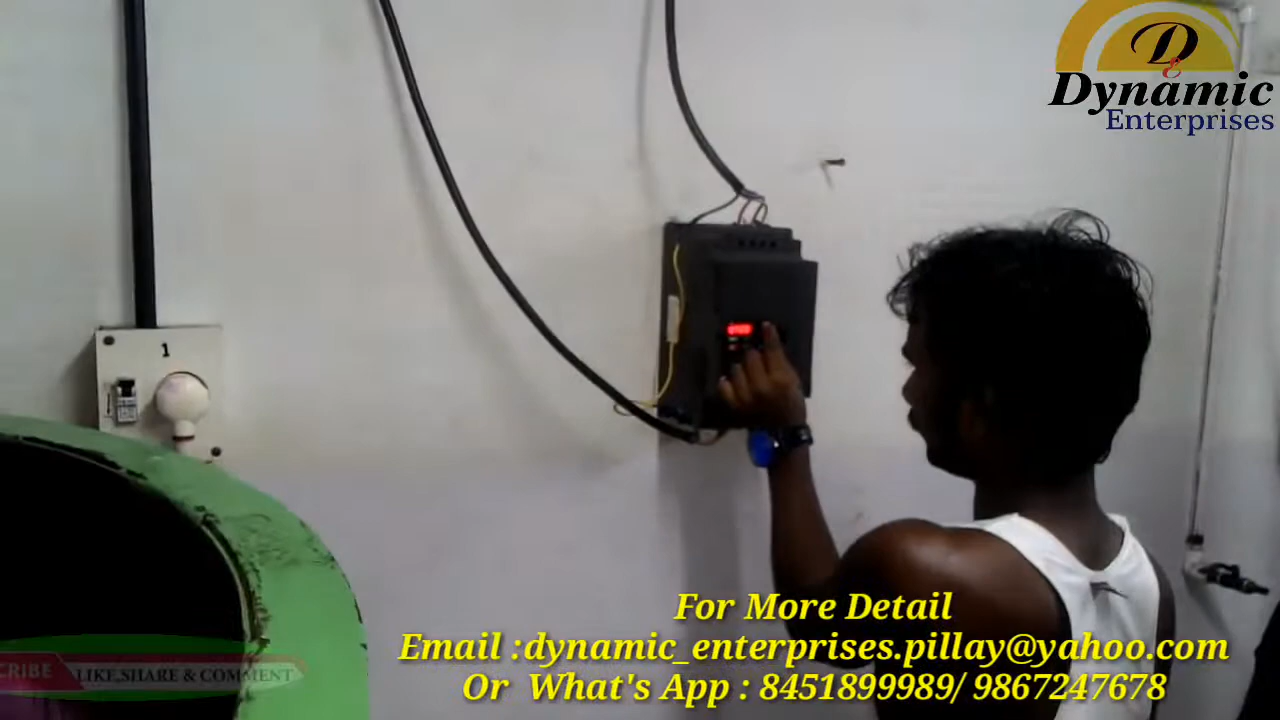 D
E
Dynamic
Enterprises
1
For More Detail
Email :dynamic_enterprises.pillay@yahoo.com
Or What's App : 8451899989/ 9867247678
CRIBE
LIKE,SHARE & COMMENT